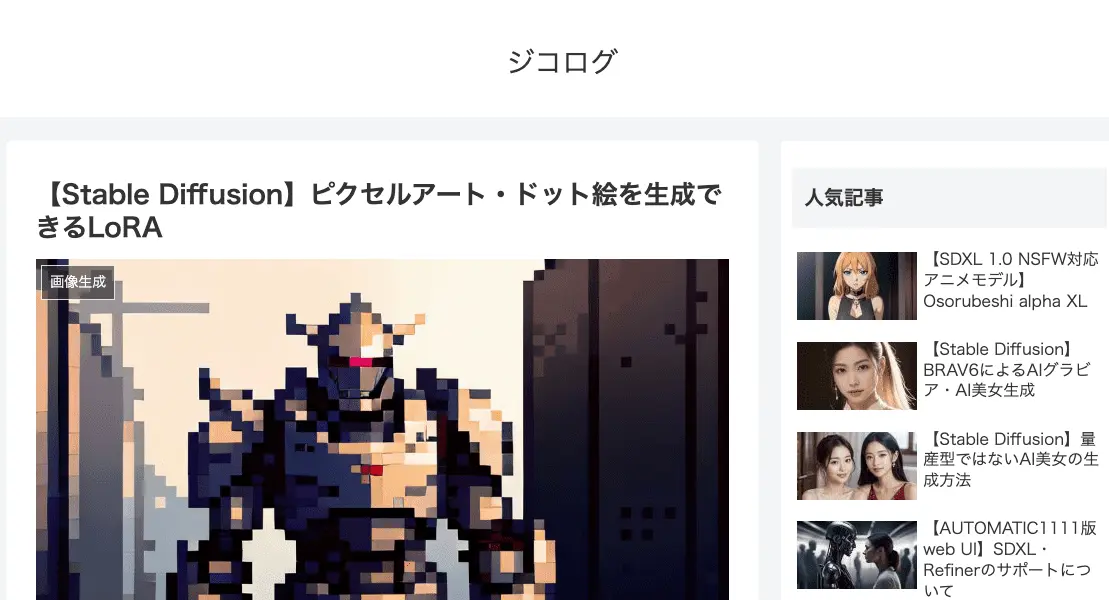 ジコログ
【Stable Diffusion】ピクセルアート・ドット絵を生成で
きるLoRA
画像生成
人気記事
【SDXL 1.0 NSFW対応
アニメモデル】
Osorubeshi alpha XL
【Stable Diffusion】
BRAV6によるAIグラビ
ア・AI美女生成
【Stable Diffusion】量
産型ではないAI美女の生
成方法
【AUTOMATIC1111版
web UI】SDXL・
Refinerのサポートにつ
いて